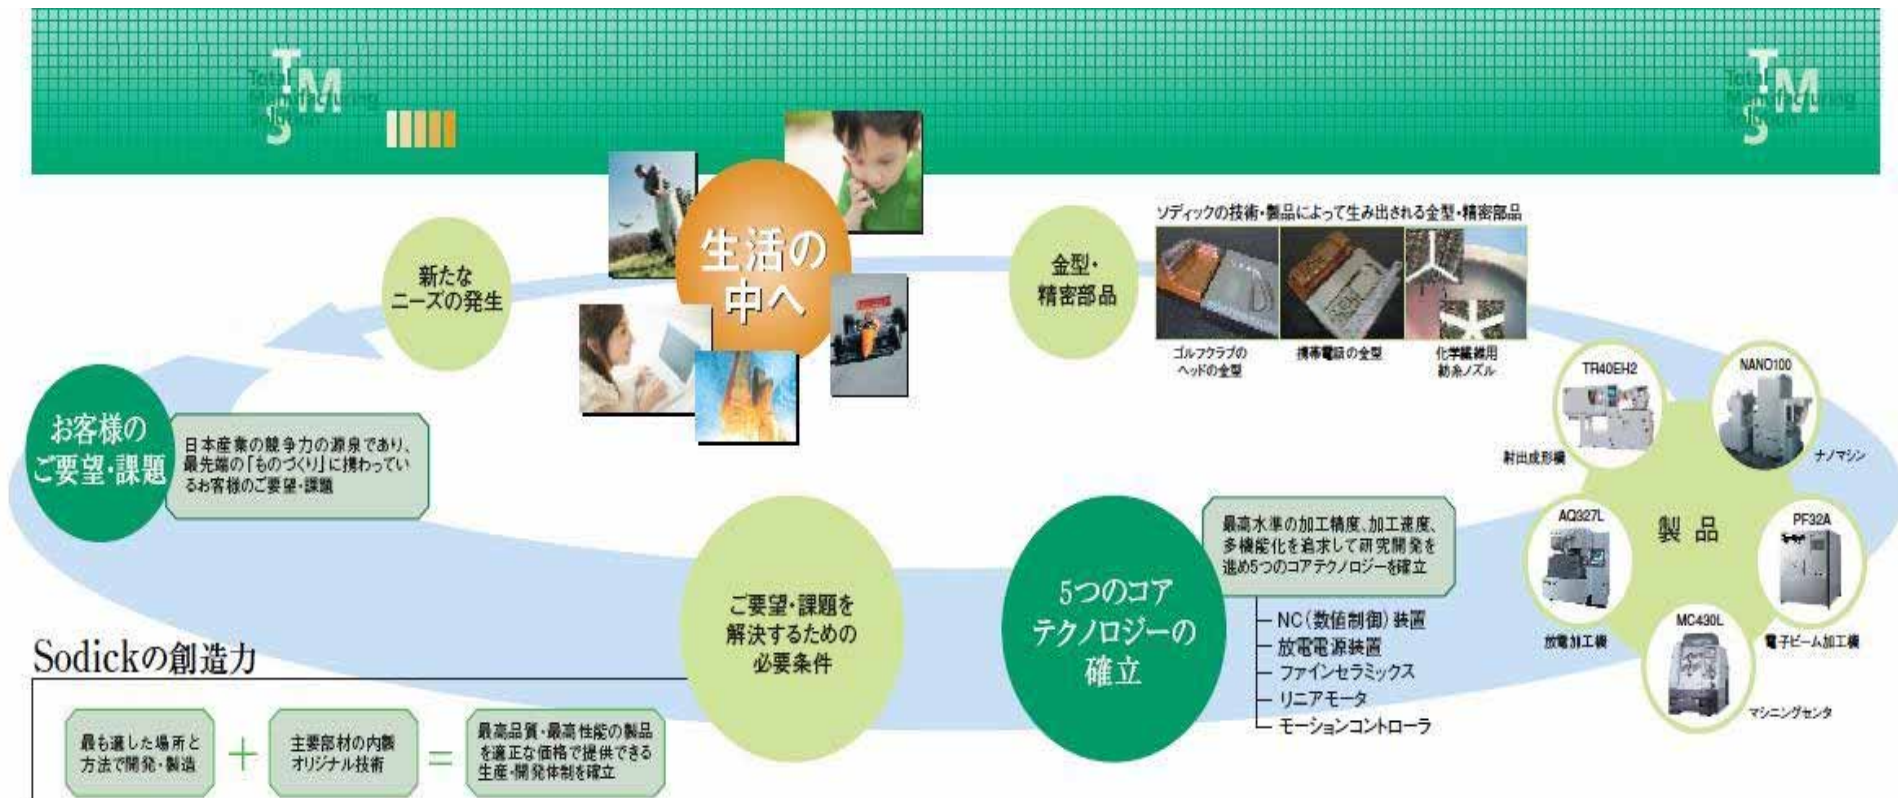 Total
Manufacturing
Solution
TMS
Total
Manufacturing
Solution
TMS
生活の
中へ
新たな
ニーズの発生
金型・
精密部品
ソディックの技術・製品によって生み出される金型・精密部品
ゴルフクラブの
ヘッドの金型
携帯電話の金型
化学繊維用
紡糸ノズル
お客様の
ご要望・課題
日本産業の競争力の源泉であり、
最先端の「ものづくり」に携わってい
るお客様のご要望・課題
TR40EH2
射出成形機
NANO100
ナノマシン
製品
AQ327L
放電加工機
PF32A
電子ビーム加工機
MC430L
マシニングセンタ
ご要望・課題を
解決するための
必要条件
5つのコア
テクノロジーの
確立
最高水準の加工精度、加工速度、
多機能化を追求して研究開発を
進め5つのコアテクノロジーを確立
NC(数値制御)装置
放電電源装置
ファインセラミックス
リニアモータ
モーションコントローラ
Sodickの創造力
最も適した場所と
方法で開発・製造
+
主要部材の内製
オリジナル技術
=
最高品質・最高性能の製品
を適正な価格で提供できる
生産・開発体制を確立